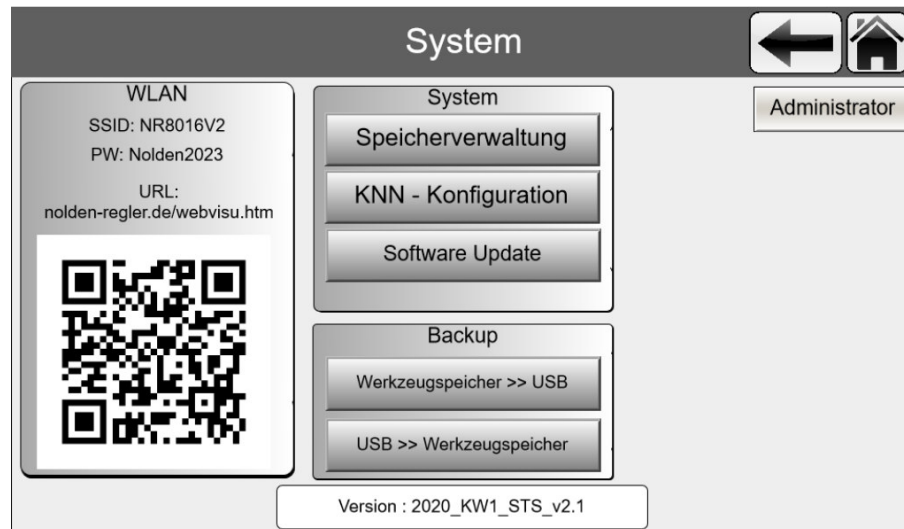 System
WLAN
SSID: NR8016V2
PW: Nolden2023
URL:
nolden-regler.de/webvisu.htm
System
Speicherverwaltung
KNN - Konfiguration
Software Update
Backup
Werkzeugspeicher >> USB
USB >> Werkzeugspeicher
Administrator
Version : 2020_KW1_STS_v2.1